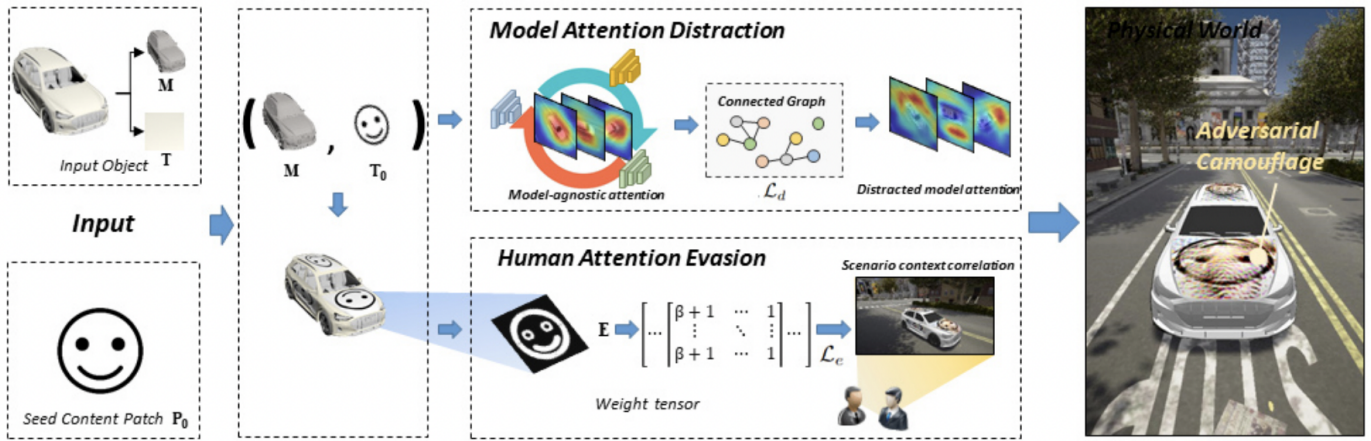 M
T
Input Object
Input
Seed Content Patch P₀
( M , T₀ )
Model Attention Distraction
Model-agnostic attention
Connected Graph
ℒd
Distracted model attention
Human Attention Evasion
E
[ ... [ β + 1 ⋯ 1
⋮ ⋱ ⋮
β + 1 ⋯ 1 ] ... ]
Weight tensor
Scenario context correlation
ℒe
Physical World
Adversarial
Camouflage